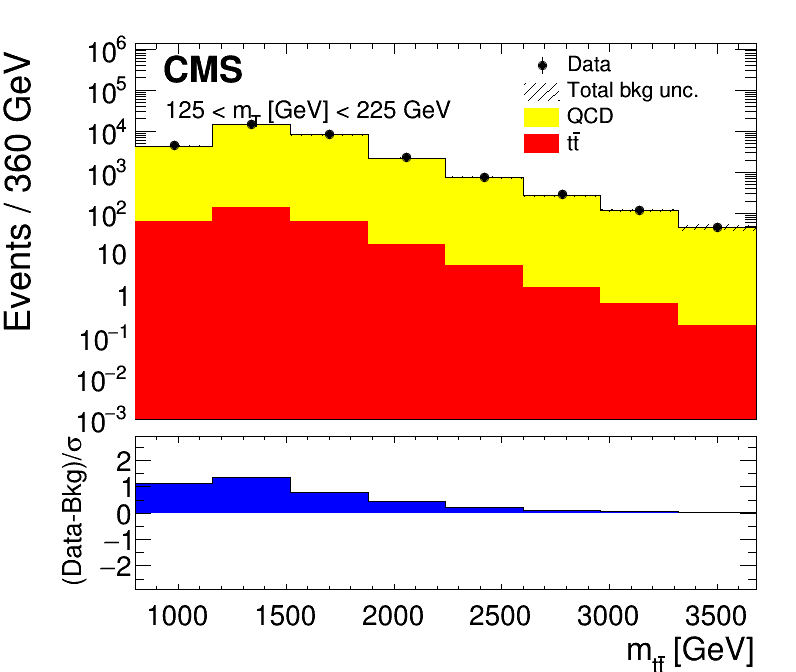 Events / 360 GeV
10⁶
10⁵
10⁴
10³
10²
10
1
10⁻¹
10⁻²
10⁻³
CMS
125 < m_T [GeV] < 225 GeV
Data
Total bkg unc.
QCD
tt̄
(Data-Bkg)/σ
2
1
0
−1
−2
1000 1500 2000 2500 3000 3500
m_tt̄ [GeV]